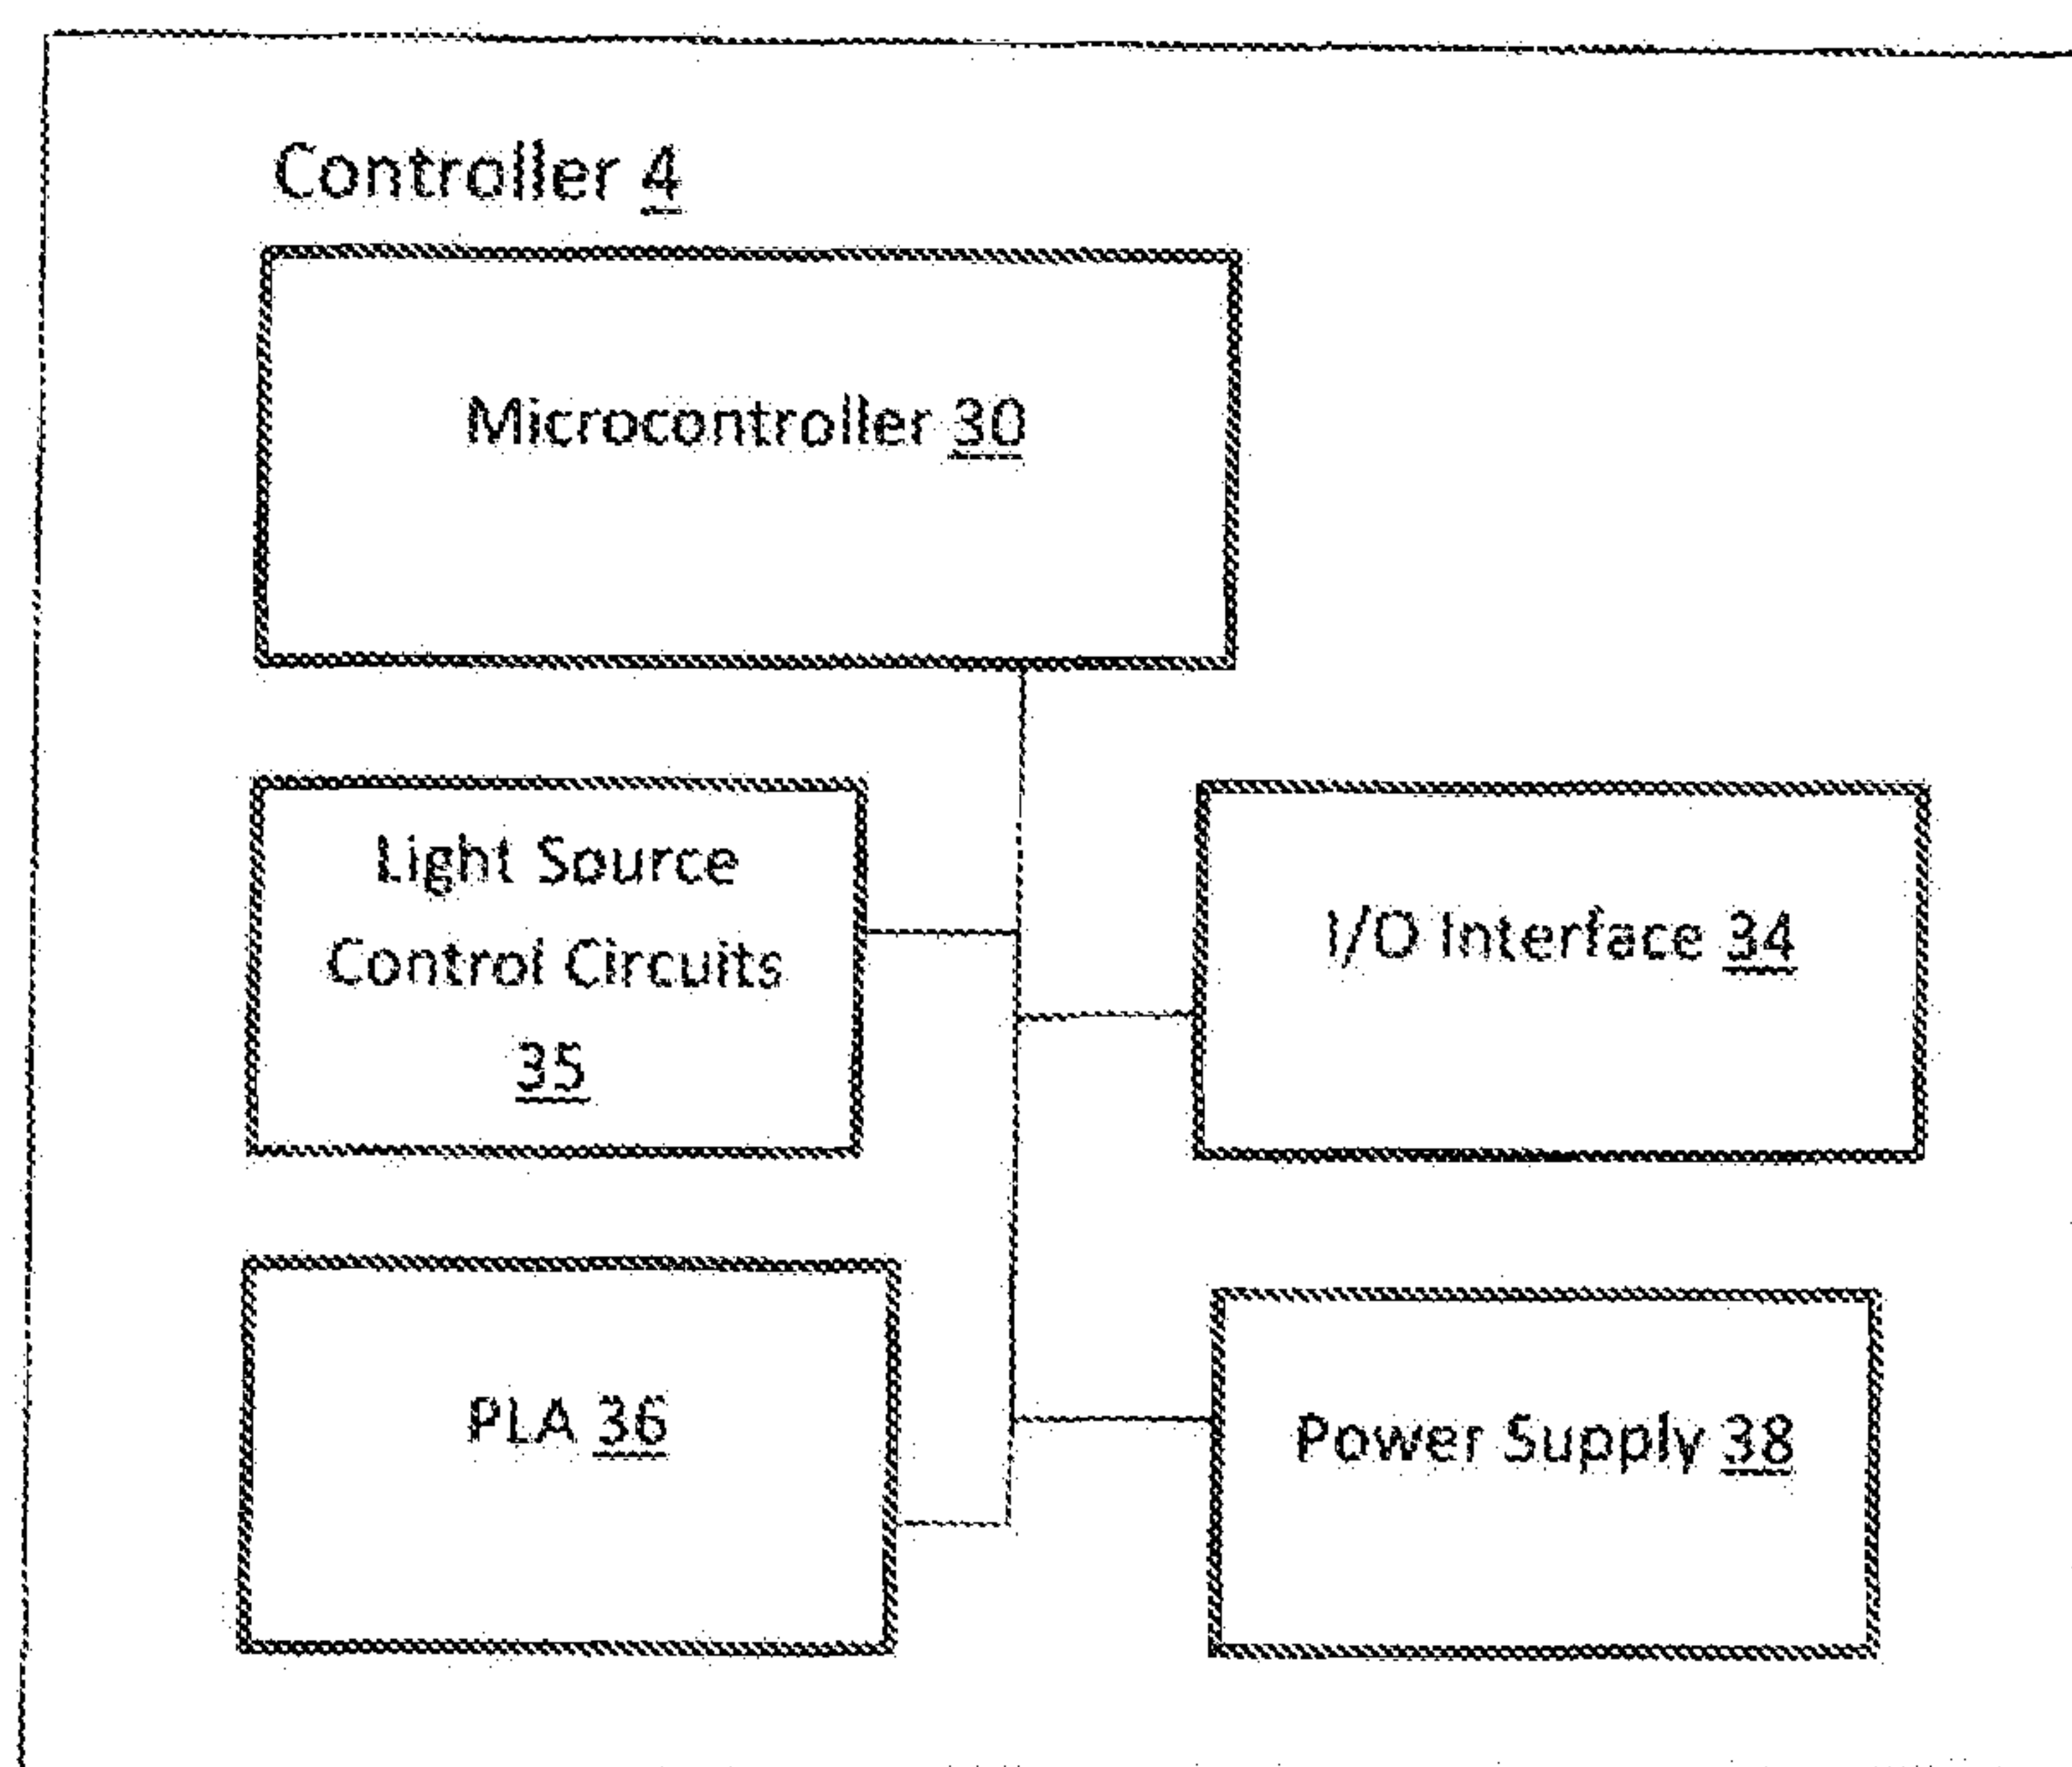 Controller 4
Microcontroller 30
Light Source
Control Circuits
35
I/O Interface 34
PLA 36
Power Supply 38